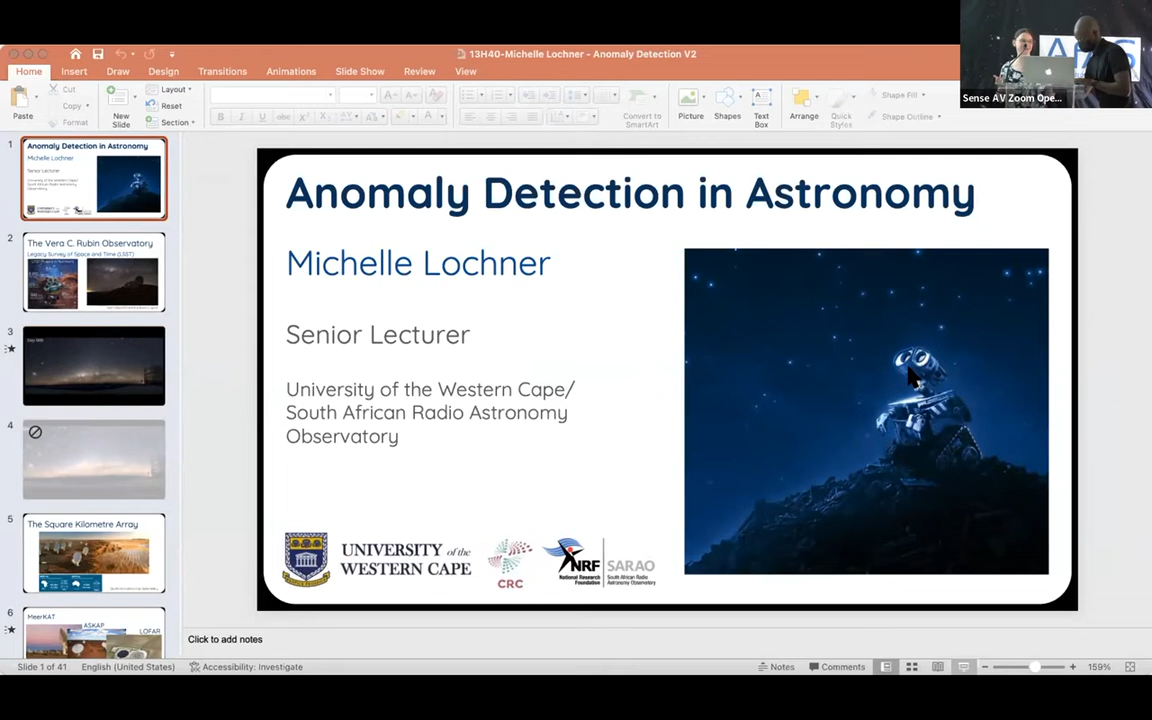 13H40-Michelle Lochner - Anomaly Detection V2
Home Insert Draw Design Transitions Animations Slide Show Review View
Paste
Cut
Copy
Format
New
Slide
Layout
Reset
Section
Convert to
SmartArt
Picture
Shapes
Text
Box
Arrange
Quick
Styles
Shape Fill
Shape Outline
Sense AV Zoom Ope...
1
Anomaly Detection in Astronomy
Michelle Lochner
Senior Lecturer
University of the Western Cape/
South African Radio Astronomy
Observatory
2
The Vera C. Rubin Observatory
Legacy Survey of Space and Time (LSST)
3
4
5
The Square Kilometre Array
6
MeerKAT
ASKAP
LOFAR
Anomaly Detection in Astronomy
Michelle Lochner
Senior Lecturer
University of the Western Cape/
South African Radio Astronomy
Observatory
UNIVERSITY of the
WESTERN CAPE
CRC
NRF
National Research
Foundation
SARAO
South African Radio
Astronomy Observatory
Click to add notes
Slide 1 of 41 English (United States) Accessibility: Investigate
Notes Comments 159%